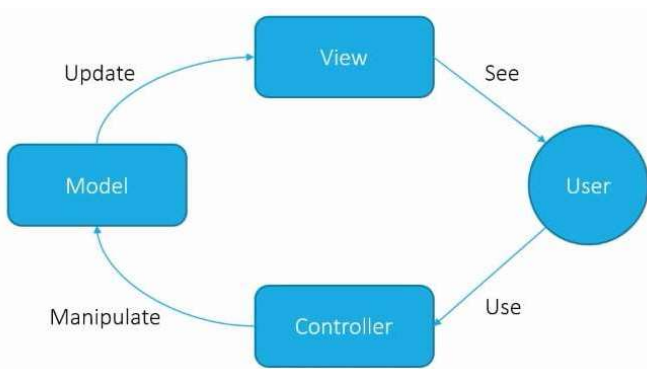 View
Update
See
Model
User
Manipulate
Use
Controller